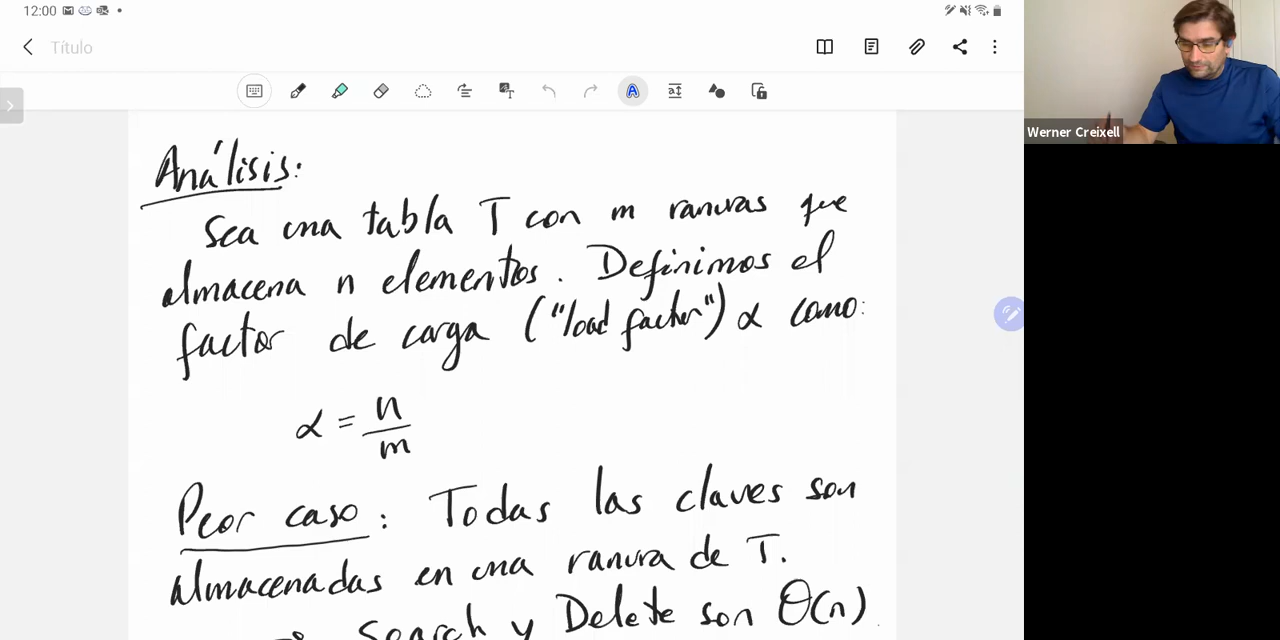 12:00
Título
Werner Creixell
Análisis:
Sea una tabla T con m ranuras que
almacena n elementos. Definimos el
factor de carga ("load factor") α como:
α = n/m
Peor caso: Todas las claves son
almacenadas en una ranura de T.
Search y Delete son Θ(n)